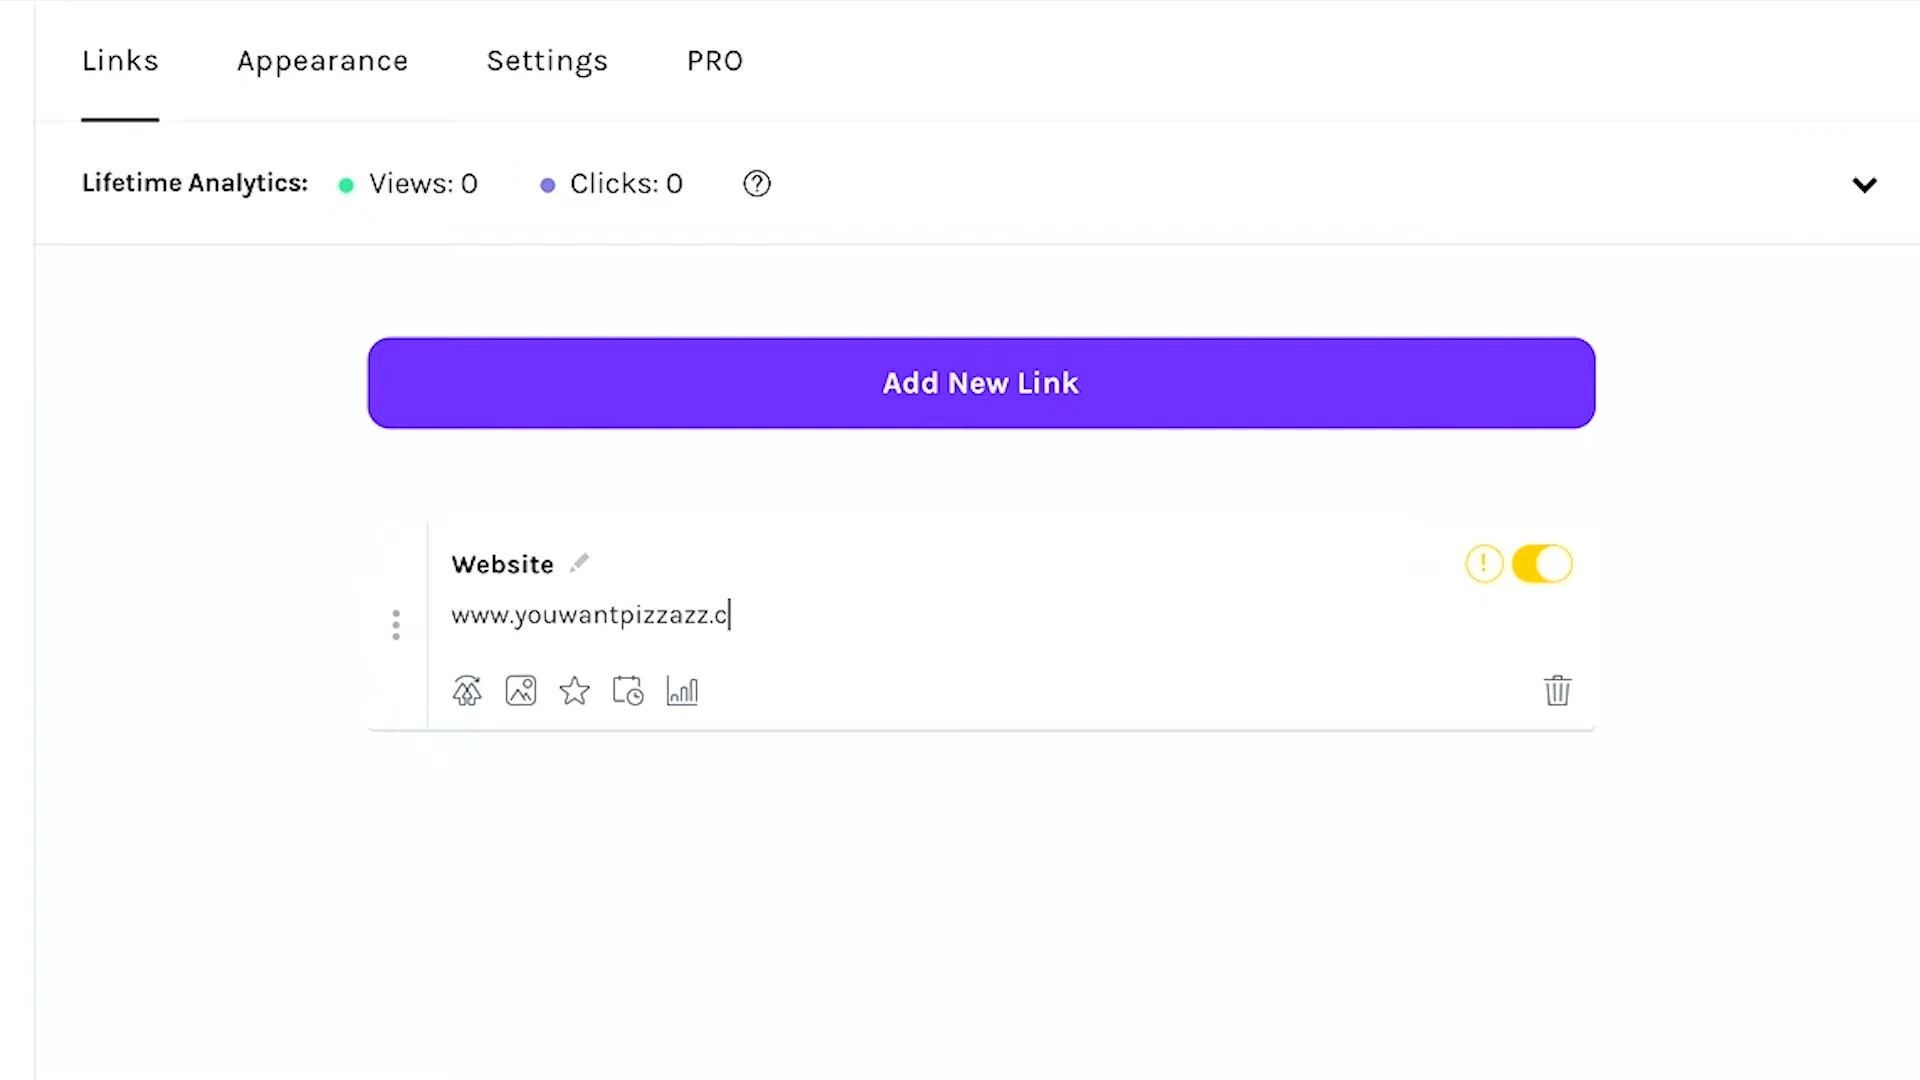 Links Appearance Settings PRO
Lifetime Analytics: Views: 0 Clicks: 0
Add New Link
Website
www.youwantpizzazz.c